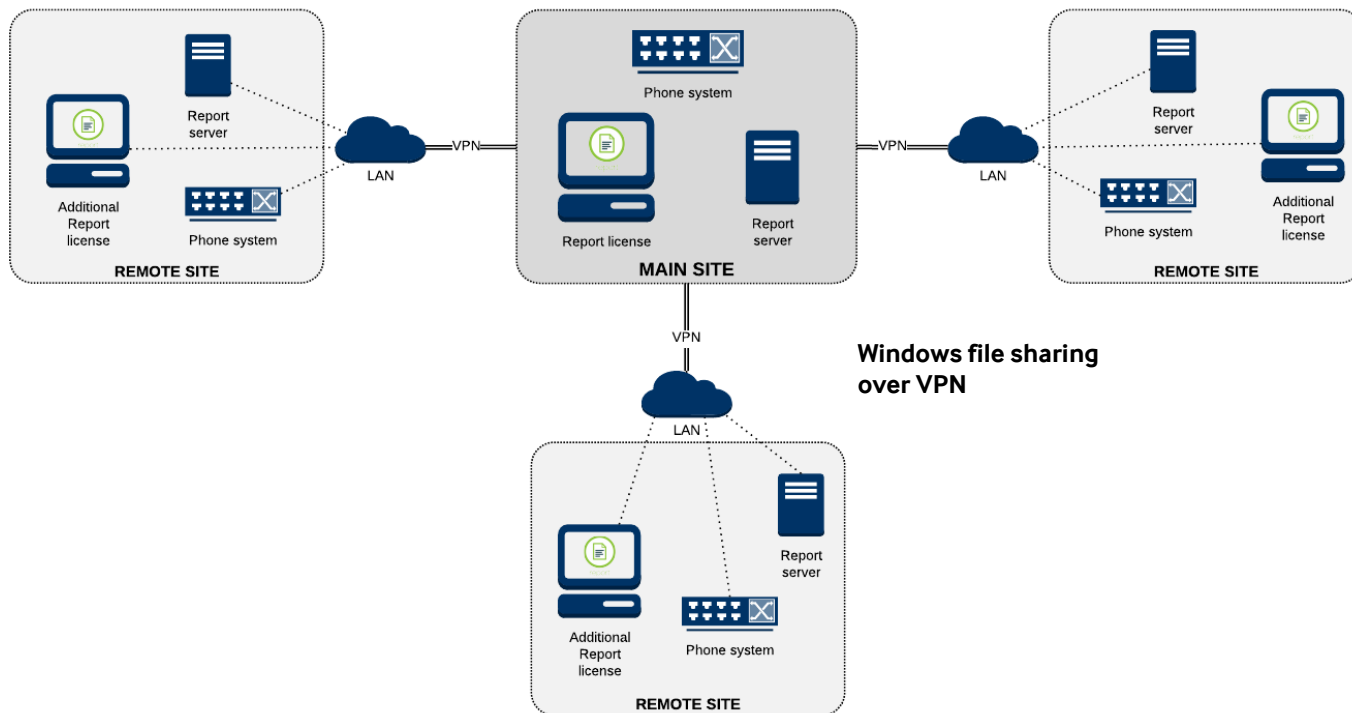 Report
server
Additional
Report
license
Phone system
REMOTE SITE
LAN
VPN
Phone system
Report license
Report
server
MAIN SITE
VPN
LAN
Report
server
Additional
Report
license
Phone system
REMOTE SITE
VPN
Windows file sharing
over VPN
LAN
Report
server
Additional
Report
license
Phone system
REMOTE SITE